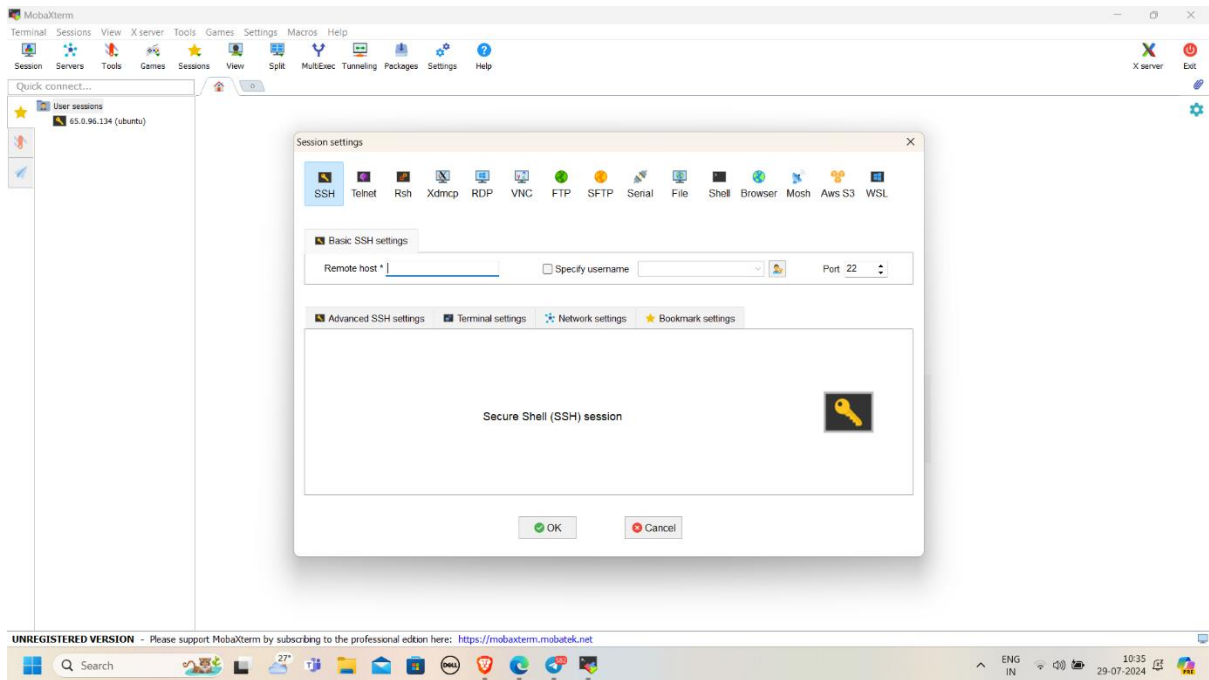 MobaXterm
Terminal Sessions View X server Tools Games Settings Macros Help
Session Servers Tools Games Sessions View Split MultiExec Tunneling Packages Settings Help X server Exit
Quick connect...
User sessions
65.0.96.134 (ubuntu)
Session settings
SSH Telnet Rsh Xdmcp RDP VNC FTP SFTP Serial File Shell Browser Mosh Aws S3 WSL
Basic SSH settings
Remote host * Specify username Port 22
Advanced SSH settings Terminal settings Network settings Bookmark settings
Secure Shell (SSH) session
OK Cancel
UNREGISTERED VERSION - Please support MobaXterm by subscribing to the professional edition here: https://mobaxterm.mobatek.net
Search 27° DELL ENG 10:35
IN 29-07-2024 PRE